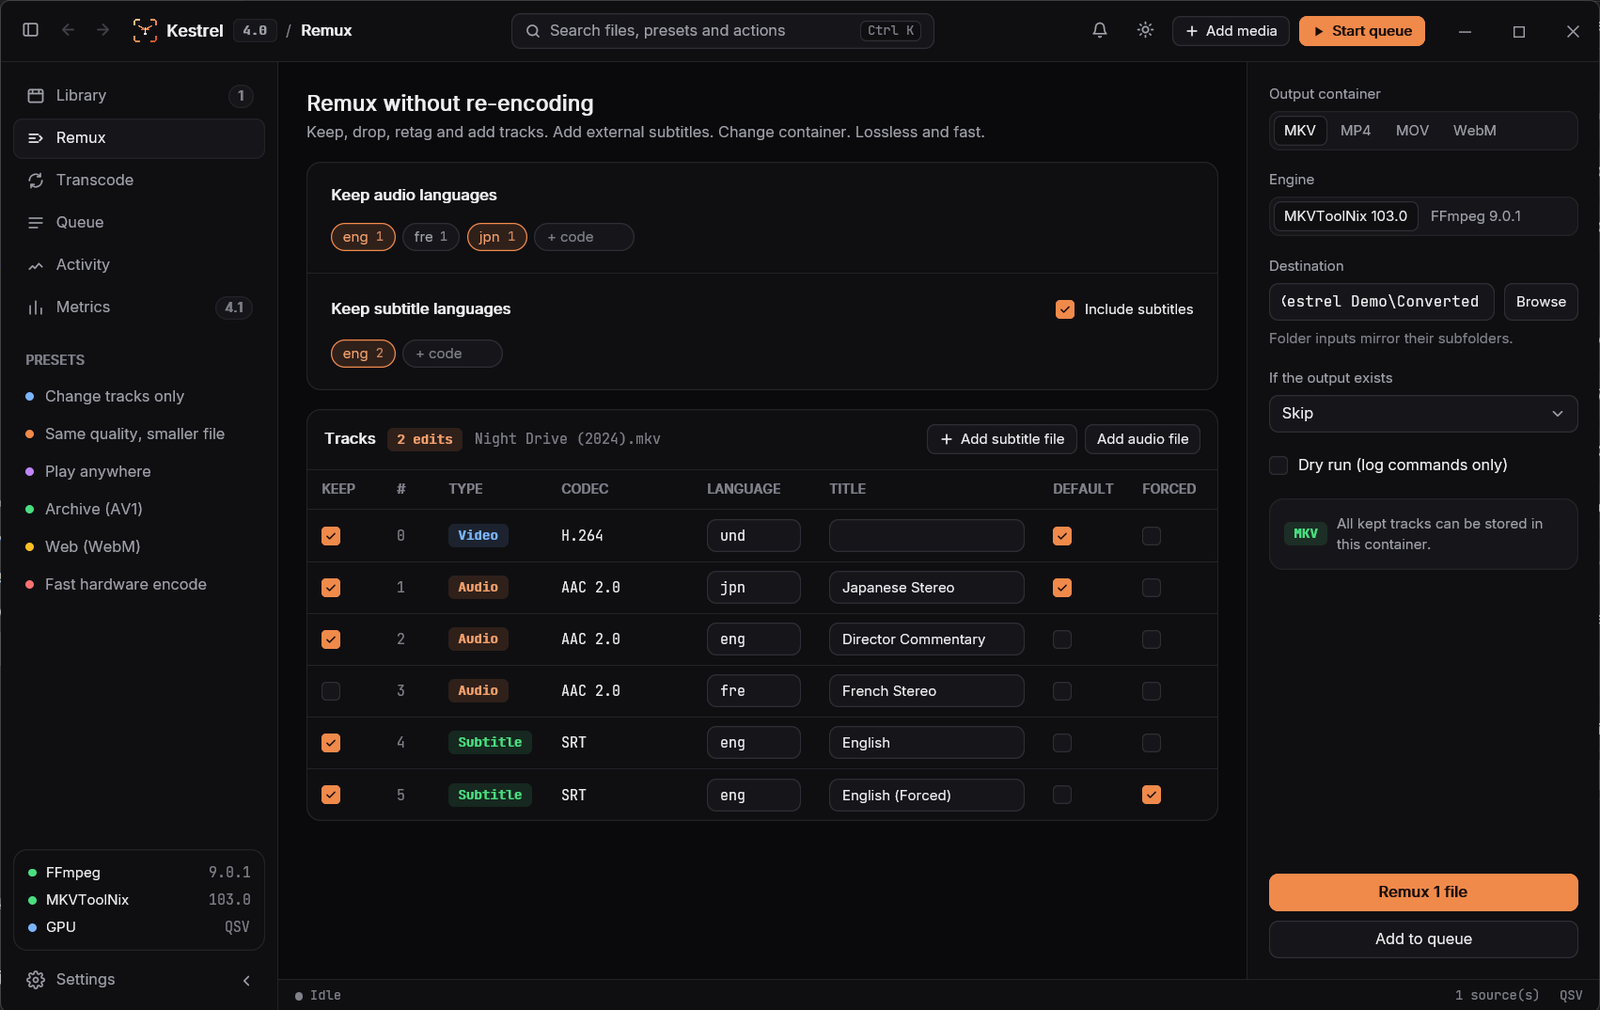 Kestrel 4.0 / Remux
Search files, presets and actions Ctrl K
+ Add media
Start queue
Library 1
Remux
Transcode
Queue
Activity
Metrics 4.1
PRESETS
Change tracks only
Same quality, smaller file
Play anywhere
Archive (AV1)
Web (WebM)
Fast hardware encode
FFmpeg 9.0.1
MKVToolNix 103.0
GPU QSV
Settings
Remux without re-encoding
Keep, drop, retag and add tracks. Add external subtitles. Change container. Lossless and fast.
Keep audio languages
eng 1 fre 1 jpn 1 + code
Keep subtitle languages
Include subtitles
eng 2 + code
Tracks 2 edits Night Drive (2024).mkv + Add subtitle file Add audio file
KEEP # TYPE CODEC LANGUAGE TITLE DEFAULT FORCED
0 Video H.264 und
1 Audio AAC 2.0 jpn Japanese Stereo
2 Audio AAC 2.0 eng Director Commentary
3 Audio AAC 2.0 fre French Stereo
4 Subtitle SRT eng English
5 Subtitle SRT eng English (Forced)
Output container
MKV MP4 MOV WebM
Engine
MKVToolNix 103.0 FFmpeg 9.0.1
Destination
estrel Demo\Converted Browse
Folder inputs mirror their subfolders.
If the output exists
Skip
Dry run (log commands only)
MKV All kept tracks can be stored in
this container.
Remux 1 file
Add to queue
Idle
1 source(s) QSV